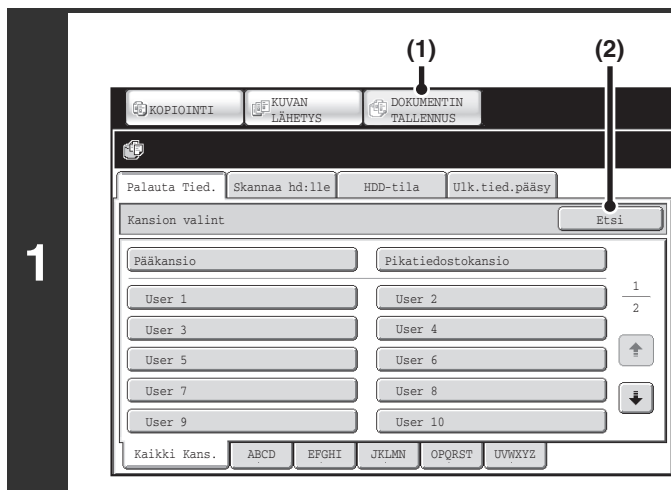 (1) (2)
1
KOPIOINTI
KUVAN
LÄHETYS
DOKUMENTIN
TALLENNUS
Palauta Tied. Skannaa hd:lle HDD-tila Ulk.tied.pääsy
Kansion valint Etsi
Pääkansio Pikatiedostokansio
User 1 User 2
User 3 User 4
User 5 User 6
User 7 User 8
User 9 User 10
1
2
Kaikki Kans. ABCD EFGHI JKLMN OPQRST UVWXYZ